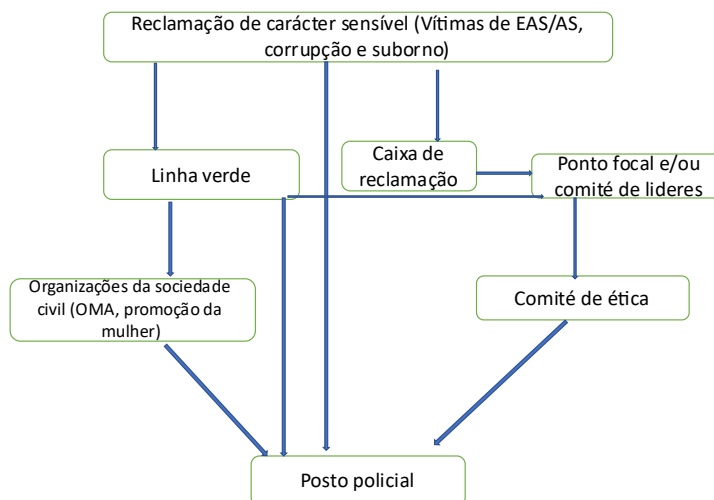 Reclamação de carácter sensível (Vítimas de EAS/AS,
corrupção e suborno)
Linha verde
Caixa de
reclamação
Ponto focal e/ou
comité de lideres
Organizações da sociedade
civil (OMA, promoção da
mulher)
Comité de ética
Posto policial